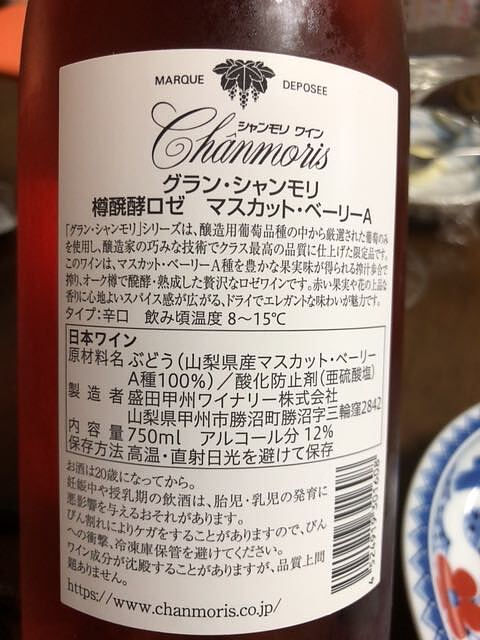 MARQUE DEPOSEE
シャンモリ ワイン
Chanmoris
グラン・シャンモリ
樽醗酵ロゼ マスカット・ベーリーA
「グラン・シャンモリ」シリーズは、醸造用葡萄品種の中から厳選された葡萄のみ
を使用し、醸造家の巧みな技術でクラス最高の品質に仕上げた限定品です。
このワインは、マスカット・ベーリーA種を豊かな果実味が得られる搾汁歩合で
搾り、オーク樽で醗酵・熟成した贅沢なロゼワインです。赤い果実や花の上品な
香りに心地よいスパイス感が広がる、ドライでエレガントな味わいが魅力です。
タイプ:辛口 飲み頃温度 8〜15℃
日本ワイン
原材料名 ぶどう(山梨県産マスカット・ベーリー
A種100%)/酸化防止剤(亜硫酸塩)
製造者 盛田甲州ワイナリー株式会社
山梨県甲州市勝沼町勝沼字三輪窪2842
内容量 750ml アルコール分 12%
保存方法 高温・直射日光を避けて保存
お酒は20歳になってから。
妊娠中や授乳期の飲酒は、胎児・乳児の発育に
悪影響を与えるおそれがあります。
びん割れによりケガをすることがありますので、びん
への衝撃、冷凍庫保管を避けてください。
ワイン成分が沈殿することがありますが、品質上問
題ありません。
https://www.chanmoris.co.jp/